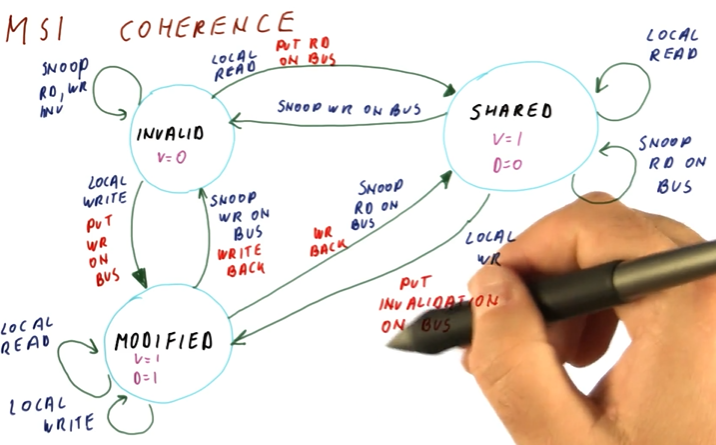 MSI COHERENCE
SNOOP
RD, WR
INV
LOCAL
READ
PUT RD
ON BUS
LOCAL
READ
INVALID
V=0
SNOOP WR ON BUS
SHARED
V=1
D=0
SNOOP
RD ON
BUS
LOCAL
WRITE
PUT
WR
ON
BUS
SNOOP
WR ON
BUS
WRITE
BACK
SNOOP
RD ON
BUS
WR
BACK
LOCAL
WR
PUT
INVALIDATION
ON BUS
LOCAL
READ
MODIFIED
V=1
D=1
LOCAL
WRITE